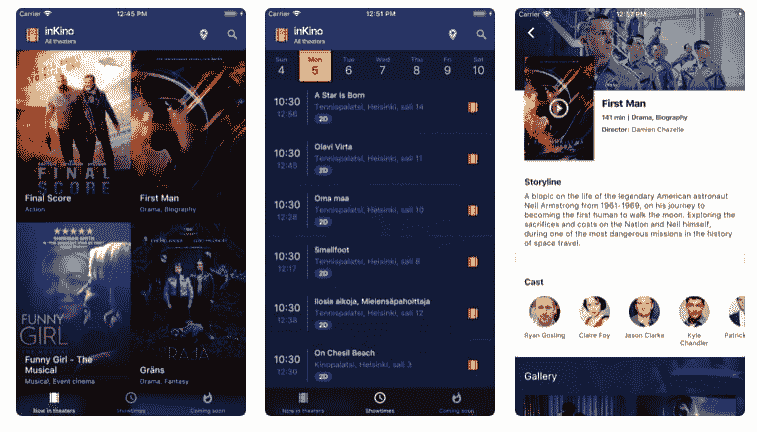 Carrier 12:45 PM
inKino
All theaters
FINAL
SCORE
Final Score
Action
First Man
Drama, Biography
FUNNY
GIRL
Funny Girl - The
Musical
Musical, Event cinema
RAJA
Gräns
Drama, Fantasy
Now in theaters Showtimes Coming soon
Carrier 12:51 PM
inKino
All theaters
Sun Mon Tue Wed Thu Fri Sat
4 5 6 7 8 9 10
10:30 A Star Is Born
12:56 Tennispalatsi, Helsinki, sali 14
2D
10:30 Olavi Virta
12:45 Tennispalatsi, Helsinki, sali 11
2D
10:30 Oma maa
12:28 Tennispalatsi, Helsinki, sali 10
2D
10:30 Smallfoot
12:17 Tennispalatsi, Helsinki, sali 8
2D
10:30 Ilosia aikoja, Mielensäpahoittaja
12:38 Tennispalatsi, Helsinki, sali 12
2D
10:30 On Chesil Beach
12:30 Kinopalatsi, Helsinki, sali 3
2D
Now in theaters Showtimes Coming soon
Carrier 12:57 PM
First Man
141 min | Drama, Biography
Director: Damien Chazelle
Storyline
A biopic on the life of the legendary American astronaut
Neil Armstrong from 1961-1969, on his journey to
becoming the first human to walk the moon. Exploring the
sacrifices and costs on the Nation and Neil himself,
during one of the most dangerous missions in the history
of space travel.
Cast
Ryan Gosling Claire Foy Jason Clarke Kyle Patrick
Chandler
Gallery